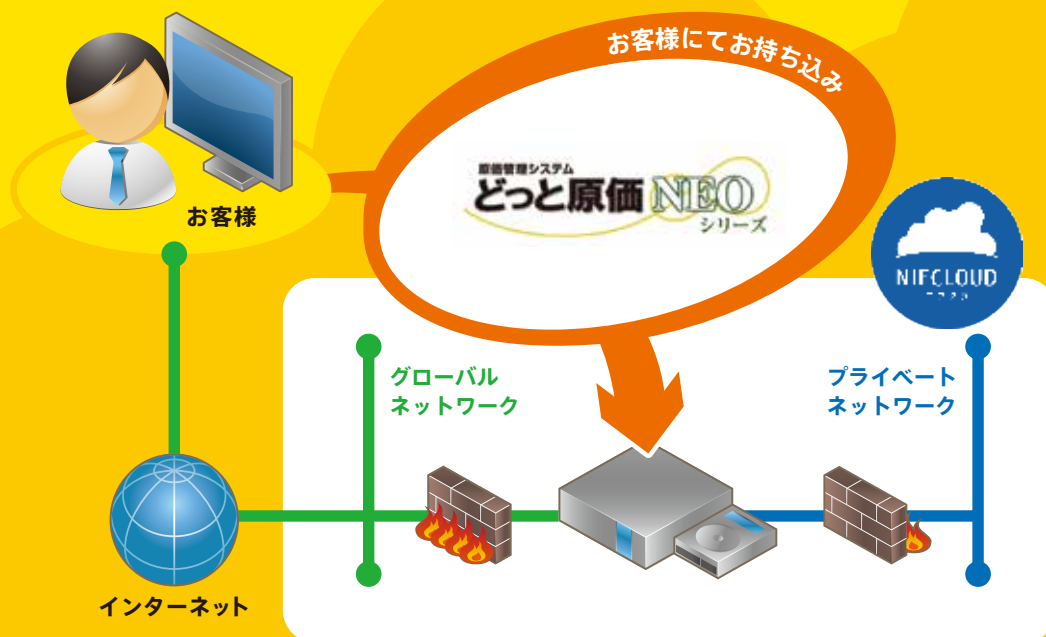 お客様にてお持ち込み
原価管理システム
どっと原価 NEO
シリーズ
お客様
NIFCLOUD
グローバル
ネットワーク
プライベート
ネットワーク
インターネット